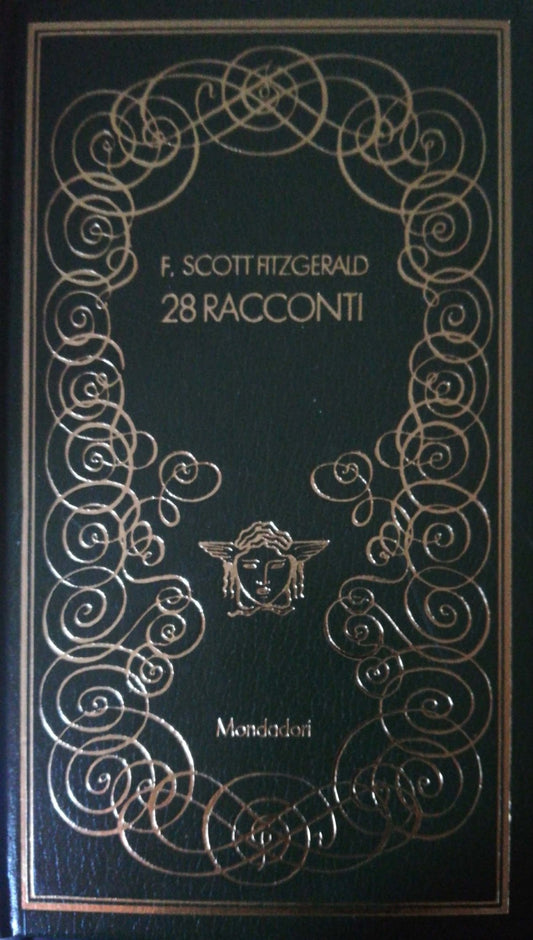 F. SCOTT FITZGERALD
28 RACCONTI
Mondadori